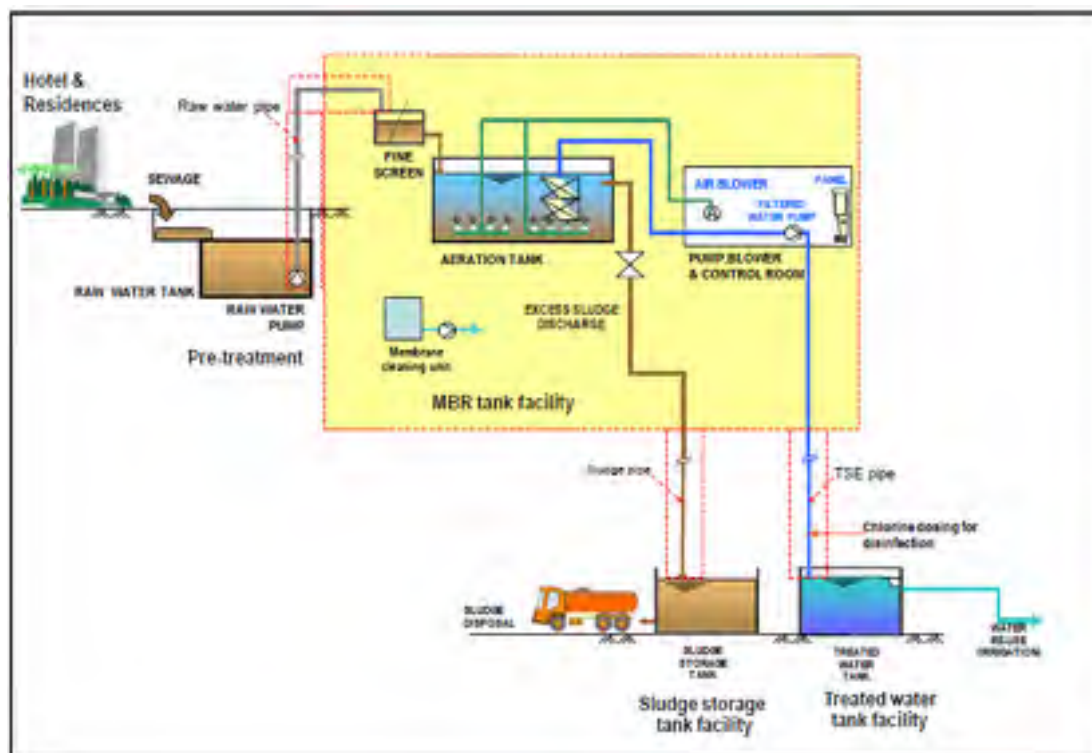 Hotel &
Residences
Raw water pipe
SEWAGE
RAW WATER TANK
RAW WATER
PUMP
Pre-treatment
FINE
SCREEN
AERATION TANK
AIR BLOWER
PANEL
FILTERED
WATER PUMP
PUMP, BLOWER
& CONTROL ROOM
EXCESS SLUDGE
DISCHARGE
Membrane
cleaning unit
MBR tank facility
Sludge pipe
TSE pipe
Chlorine dosing for
disinfection
SLUDGE
DISPOSAL
SLUDGE
STORAGE
TANK
TREATED
WATER
TANK
WATER
REUSE
IRRIGATION)
Sludge storage
tank facility
Treated water
tank facility